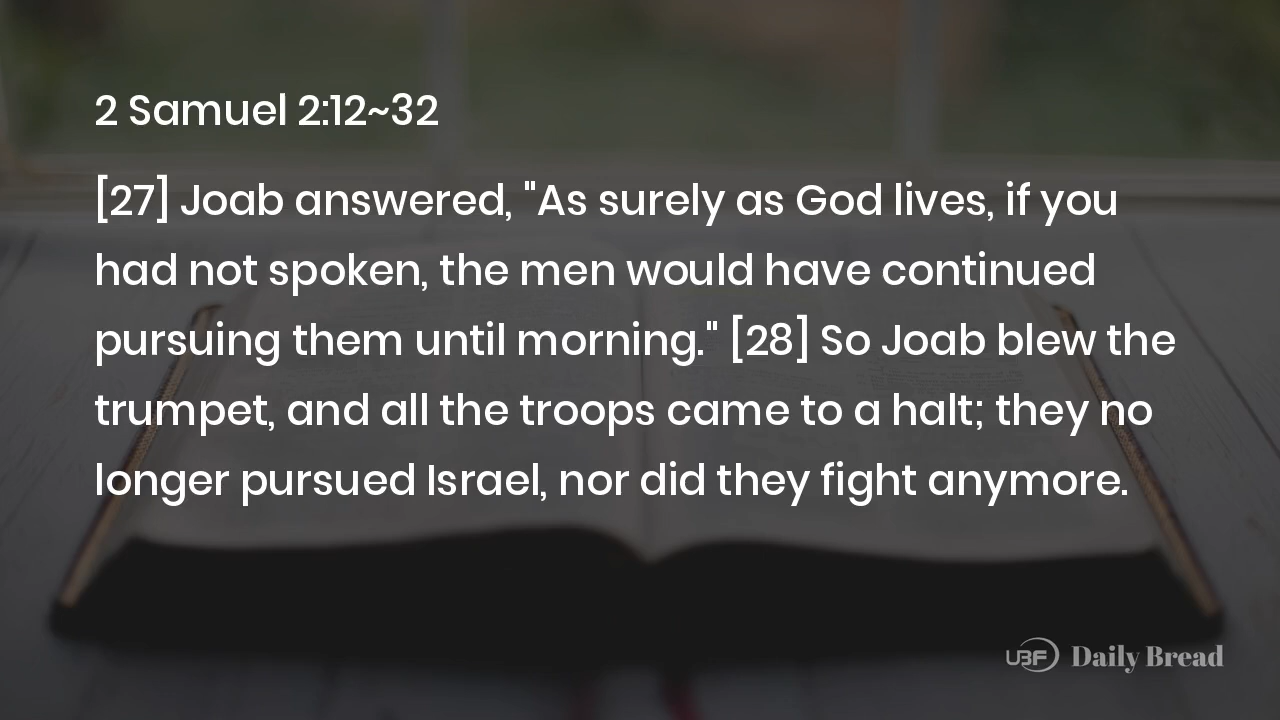 2 Samuel 2:12~32
[27] Joab answered, "As surely as God lives, if you
had not spoken, the men would have continued
pursuing them until morning." [28] So Joab blew the
trumpet, and all the troops came to a halt; they no
longer pursued Israel, nor did they fight anymore.
UBF Daily Bread